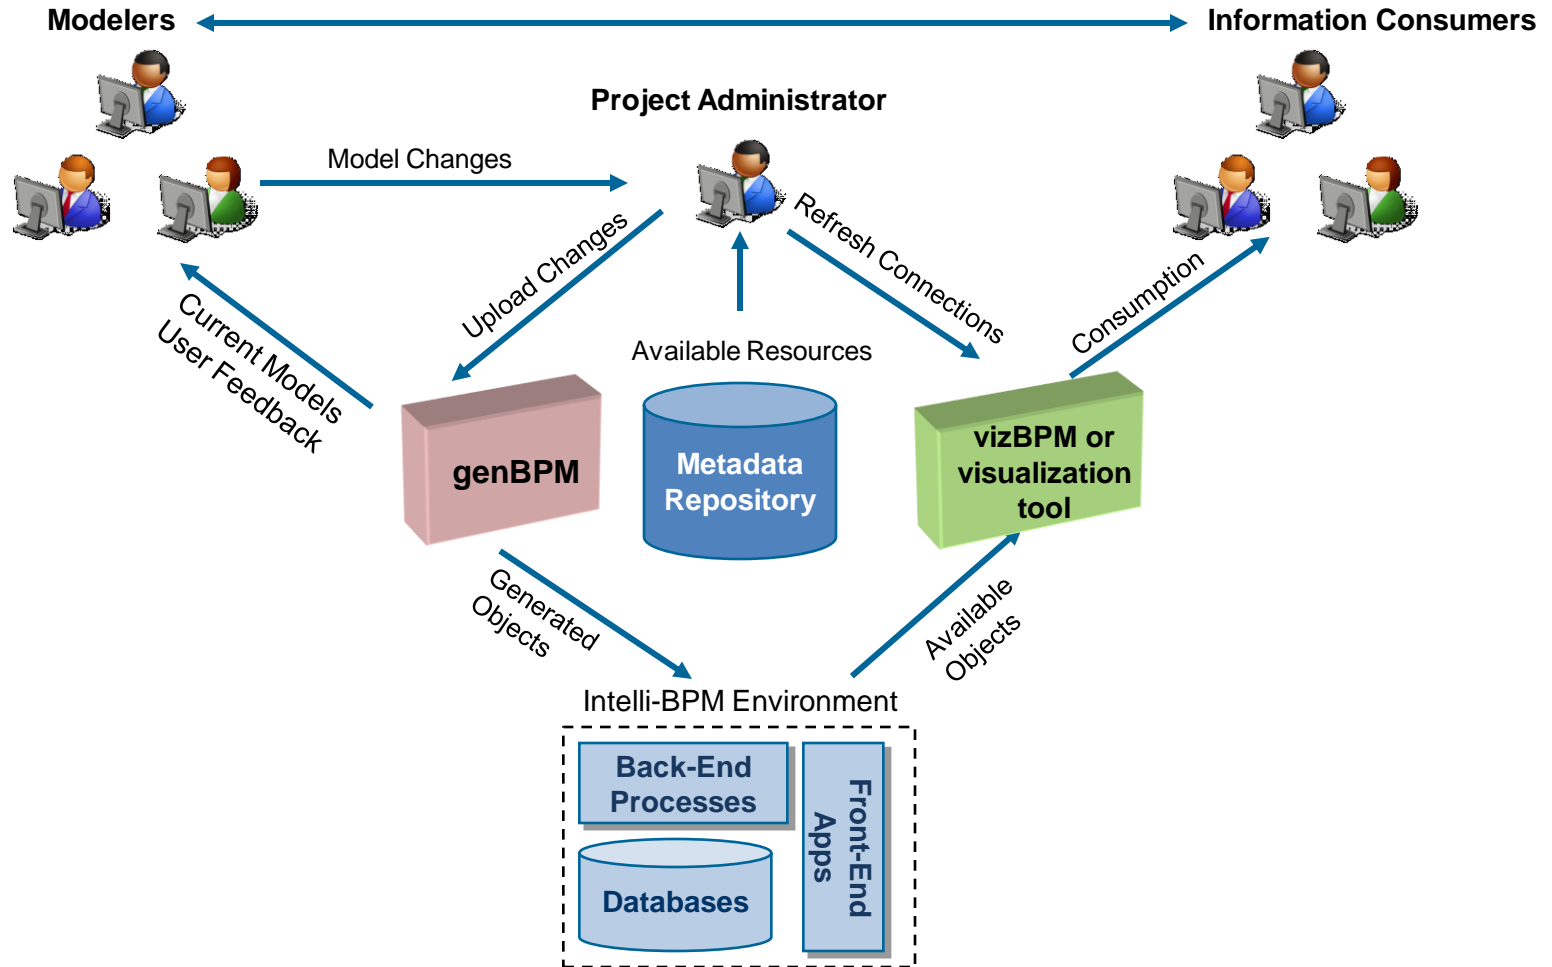 Modelers
Information Consumers
Project Administrator
Model Changes
Upload Changes
Refresh Connections
Consumption
Current Models
User Feedback
Available Resources
genBPM
Metadata
Repository
vizBPM or
visualization
tool
Generated
Objects
Available
Objects
Intelli-BPM Environment
Back-End
Processes
Front-End
Apps
Databases